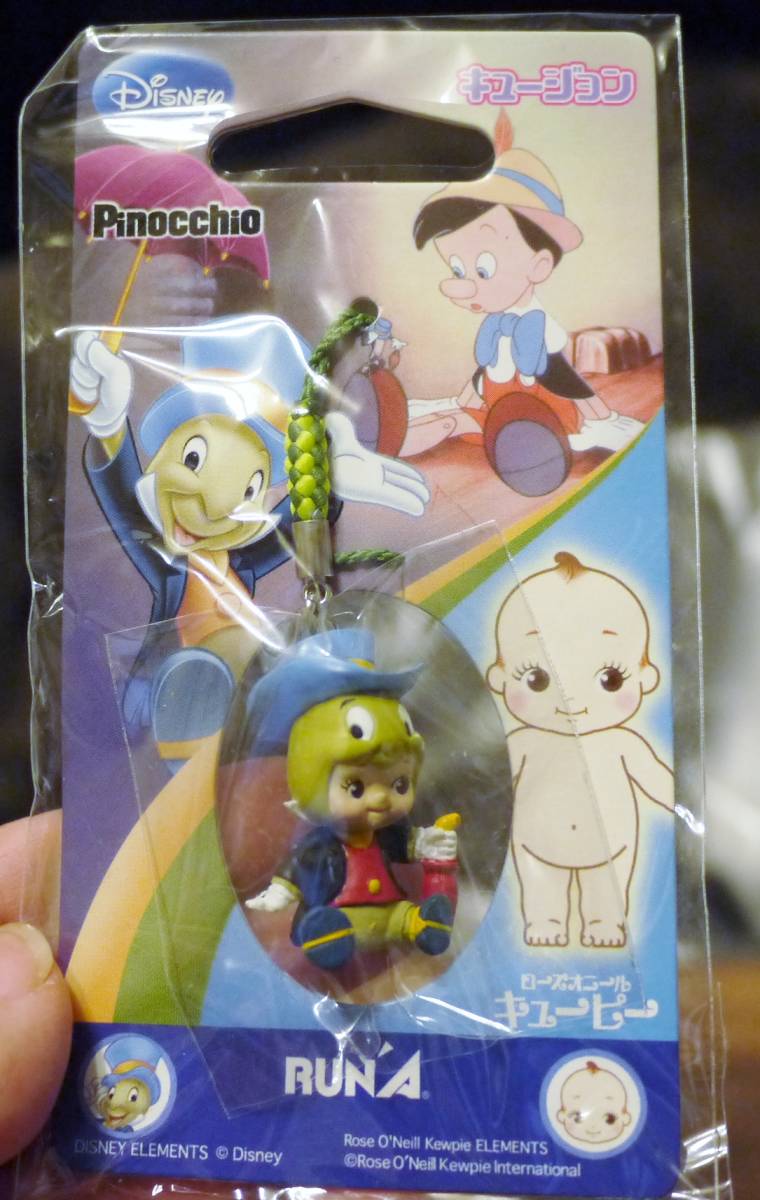 Disney
キュージョン
Pinocchio
ローズオニール
キューピー
RUN'A®
DISNEY ELEMENTS © Disney
Rose O'Neill Kewpie ELEMENTS
©Rose O'Neill Kewpie International